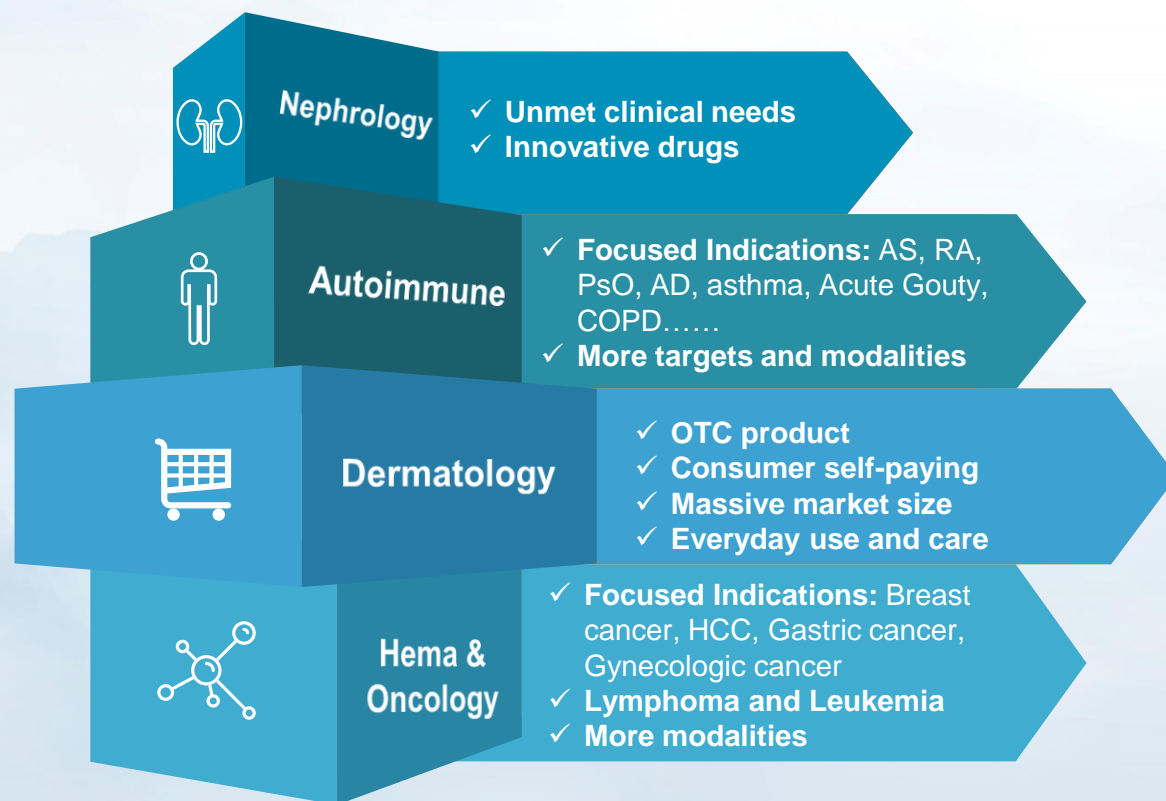 Nephrology
✓ Unmet clinical needs
✓ Innovative drugs
Autoimmune
✓ Focused Indications: AS, RA,
PsO, AD, asthma, Acute Gouty,
COPD……
✓ More targets and modalities
Dermatology
✓ OTC product
✓ Consumer self-paying
✓ Massive market size
✓ Everyday use and care
Hema &
Oncology
✓ Focused Indications: Breast
cancer, HCC, Gastric cancer,
Gynecologic cancer
✓ Lymphoma and Leukemia
✓ More modalities